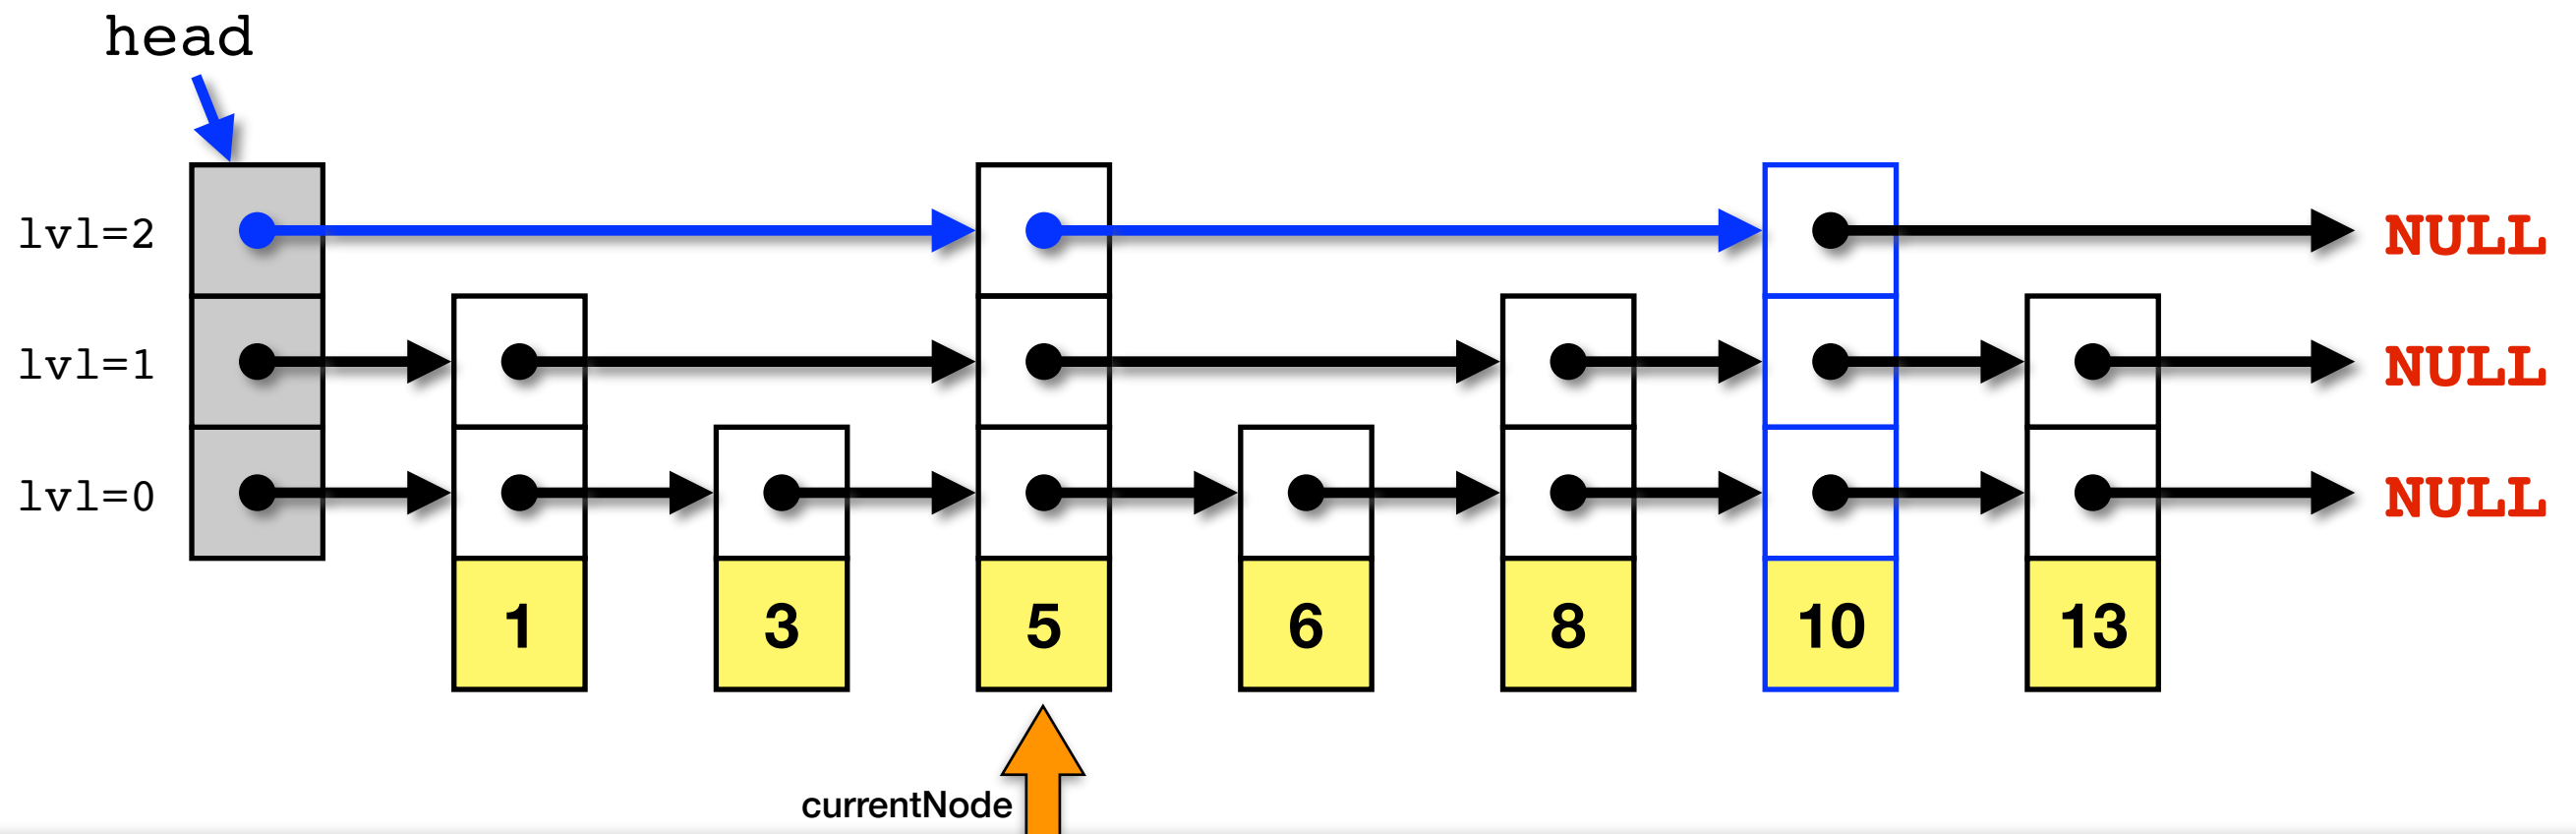 head
lvl=2 NULL
lvl=1 NULL
lvl=0 NULL
1 3 5 6 8 10 13
currentNode